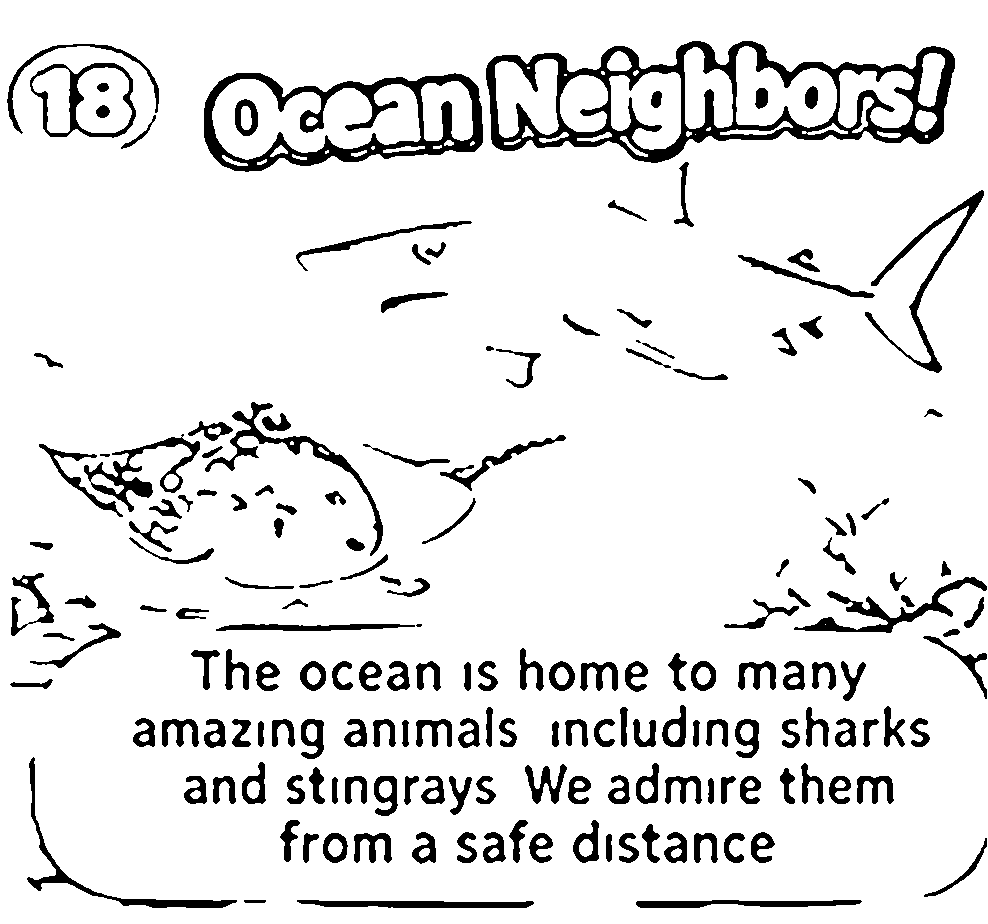 18
Ocean Neighbors!
The ocean is home to many
amazing animals including sharks
and stingrays We admire them
from a safe distance